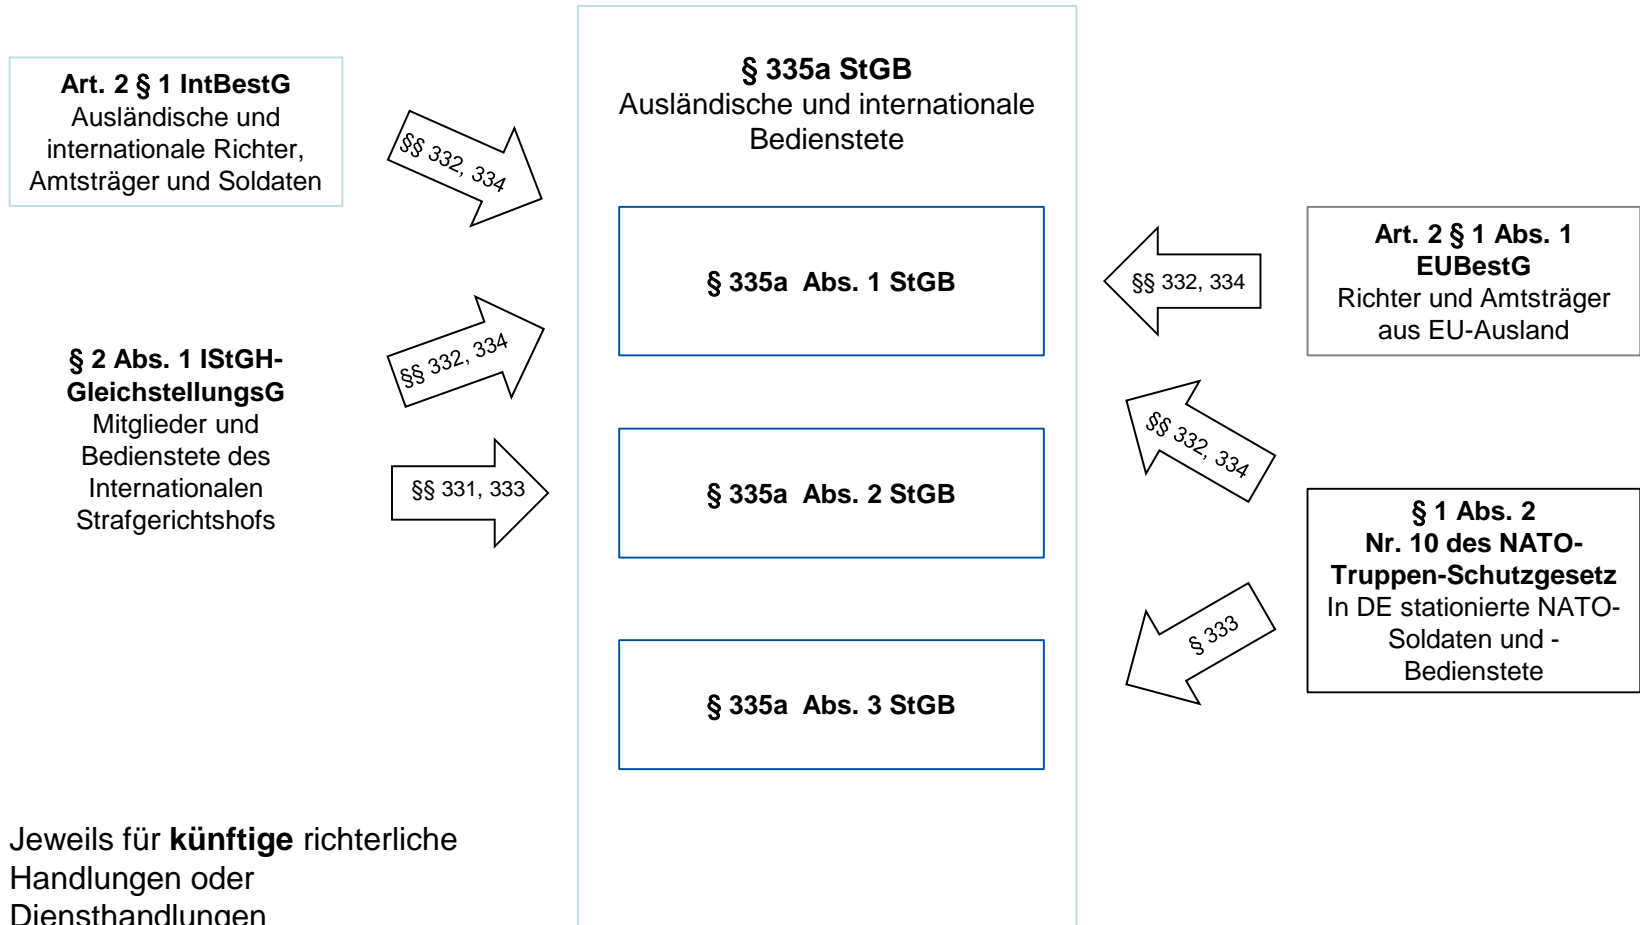 Art. 2 § 1 IntBestG
Ausländische und
internationale Richter,
Amtsträger und Soldaten
§§ 332, 334
§ 2 Abs. 1 IStGH-
GleichstellungsG
Mitglieder und
Bedienstete des
Internationalen
Strafgerichtshofs
§§ 332, 334
§§ 331, 333
§ 335a StGB
Ausländische und internationale
Bedienstete
§ 335a Abs. 1 StGB
§ 335a Abs. 2 StGB
§ 335a Abs. 3 StGB
§§ 332, 334
Art. 2 § 1 Abs. 1
EUBestG
Richter und Amtsträger
aus EU-Ausland
§§ 332, 334
§ 333
§ 1 Abs. 2
Nr. 10 des NATO-
Truppen-Schutzgesetz
In DE stationierte NATO-
Soldaten und -
Bedienstete
Jeweils für künftige richterliche
Handlungen oder
Diensthandlungen